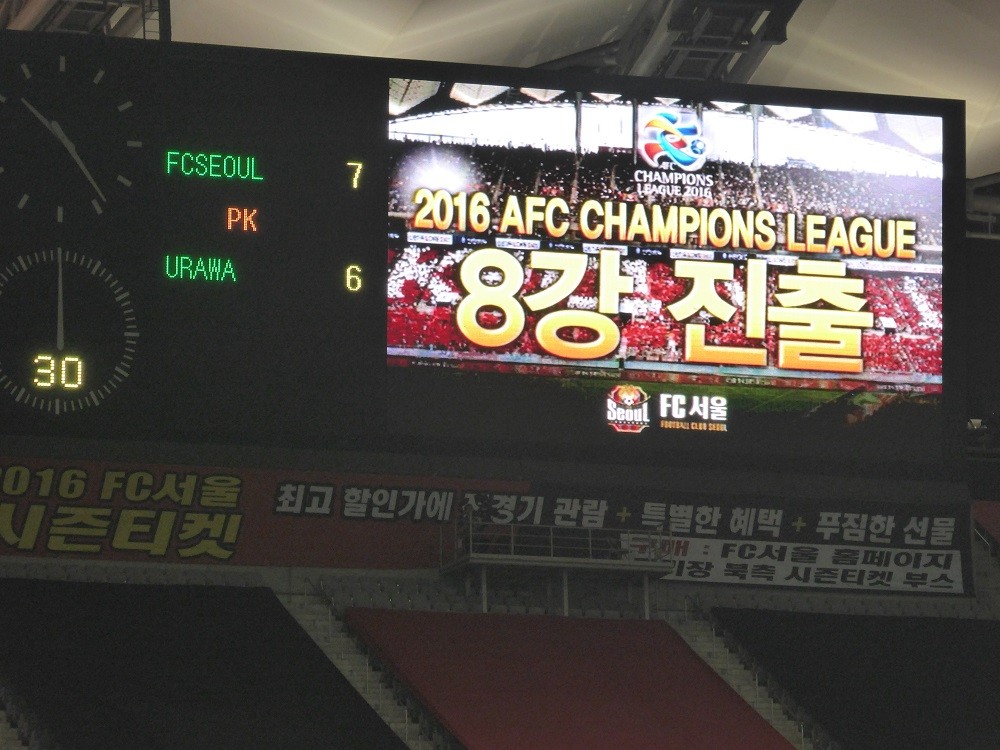 FCSEOUL 7
PK
URAWA 6
30
AFC
CHAMPIONS
LEAGUE 2016
2016 AFC CHAMPIONS LEAGUE
8강 진출
Seoul
FC서울
FOOTBALL CLUB SEOUL
2016 FC서울
시즌티켓
최고 할인가에 경기 관람 + 특별한 혜택 + 푸짐한 선물
: FC서울 홈페이지
북측 시즌티켓 부스